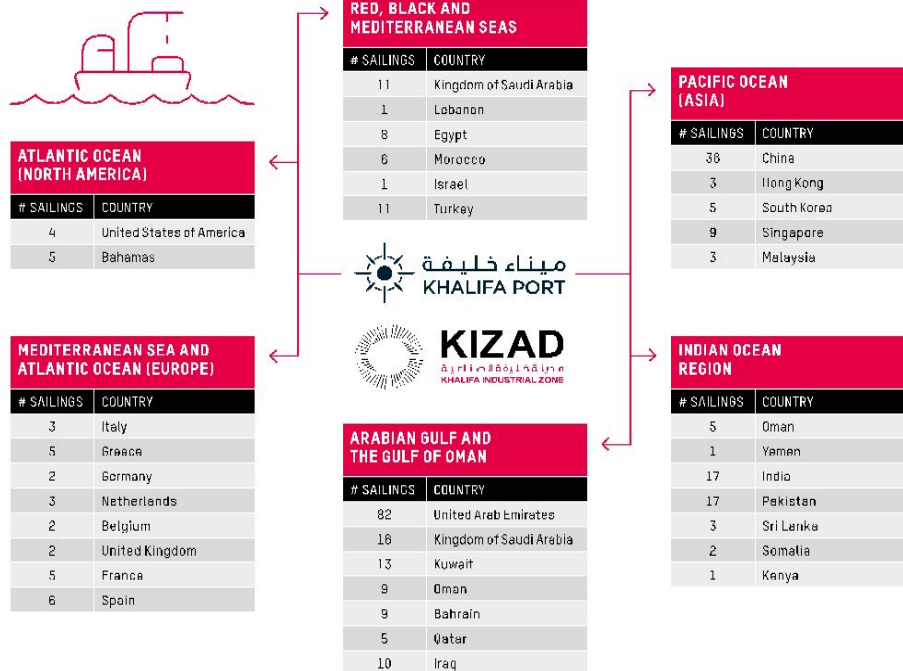 RED, BLACK AND
MEDITERRANEAN SEAS
# SAILINGS COUNTRY
11 Kingdom of Saudi Arabia
1 Lebanon
8 Egypt
6 Morocco
1 Israel
11 Turkey
PACIFIC OCEAN
(ASIA)
# SAILINGS COUNTRY
36 China
3 Hong Kong
5 South Korea
9 Singapore
3 Malaysia
ATLANTIC OCEAN
(NORTH AMERICA)
# SAILINGS COUNTRY
4 United States of America
5 Bahamas
ميناء خليفة
KHALIFA PORT
KIZAD
مدينة خليفة الصناعية
KHALIFA INDUSTRIAL ZONE
MEDITERRANEAN SEA AND
ATLANTIC OCEAN (EUROPE)
# SAILINGS COUNTRY
3 Italy
5 Greece
2 Germany
3 Netherlands
2 Belgium
2 United Kingdom
5 France
6 Spain
INDIAN OCEAN
REGION
# SAILINGS COUNTRY
5 Oman
1 Yemen
17 India
17 Pakistan
3 Sri Lanka
2 Somalia
1 Kenya
ARABIAN GULF AND
THE GULF OF OMAN
# SAILINGS COUNTRY
82 United Arab Emirates
16 Kingdom of Saudi Arabia
13 Kuwait
9 Oman
9 Bahrain
5 Qatar
10 Iraq